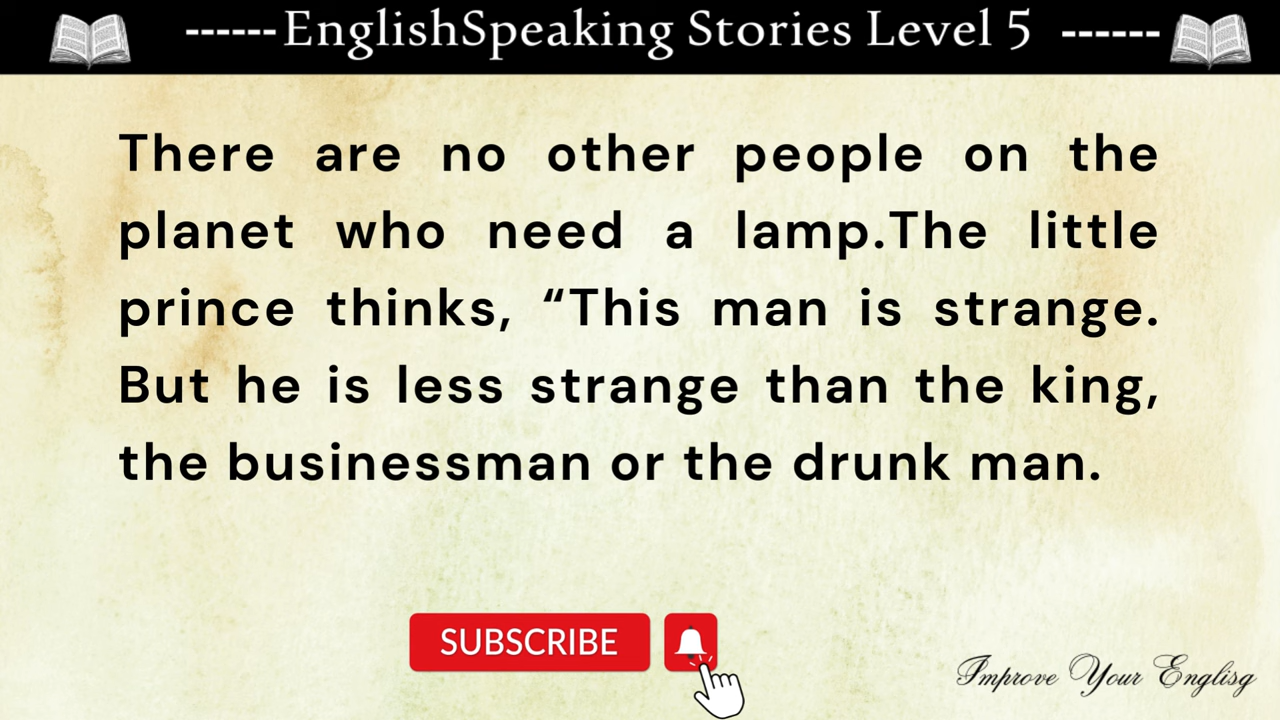 ------EnglishSpeaking Stories Level 5 ------
There are no other people on the
planet who need a lamp.The little
prince thinks, “This man is strange.
But he is less strange than the king,
the businessman or the drunk man.
SUBSCRIBE
Improve Your Englisg